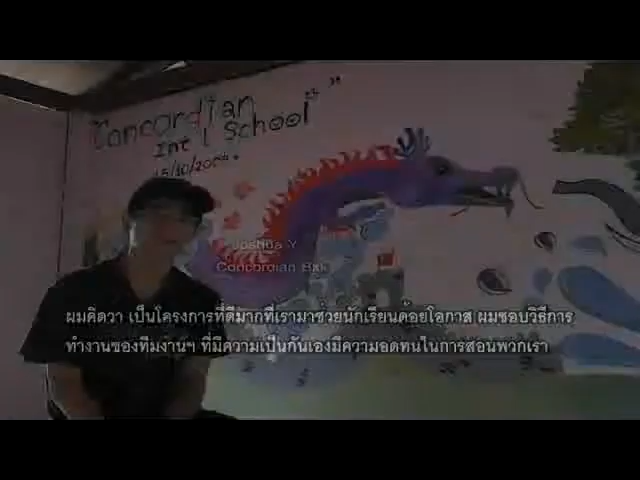 Concordian
Int'l School
Joshua Y
Concordian Bkk
ผมคิดว่า เป็นโครงการที่ดีมากที่เรามาช่วยนักเรียนด้อยโอกาส ผมชอบวิธีการ
ทำงานของทีมงานฯ ที่มีความเป็นกันเองมีความอดทนในการสอนพวกเรา